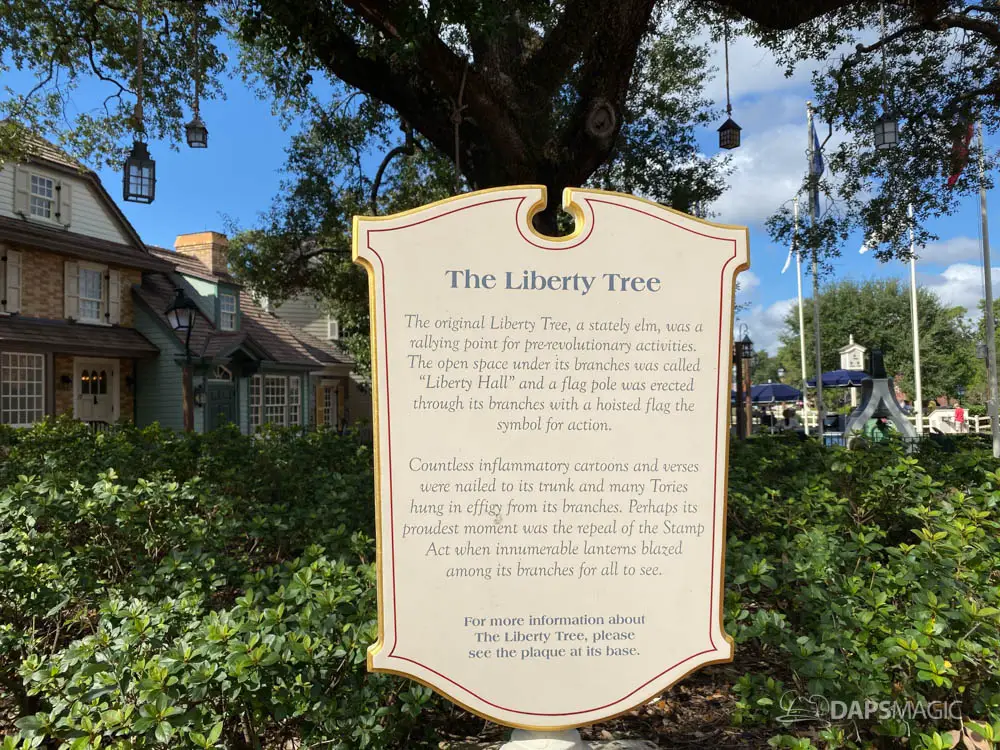 The Liberty Tree
The original Liberty Tree, a stately elm, was a
rallying point for pre-revolutionary activities.
The open space under its branches was called
“Liberty Hall” and a flag pole was erected
through its branches with a hoisted flag the
symbol for action.
Countless inflammatory cartoons and verses
were nailed to its trunk and many Tories
hung in effigy from its branches. Perhaps its
proudest moment was the repeal of the Stamp
Act when innumerable lanterns blazed
among its branches for all to see.
For more information about
The Liberty Tree, please
see the plaque at its base.
DAPSMAGIC